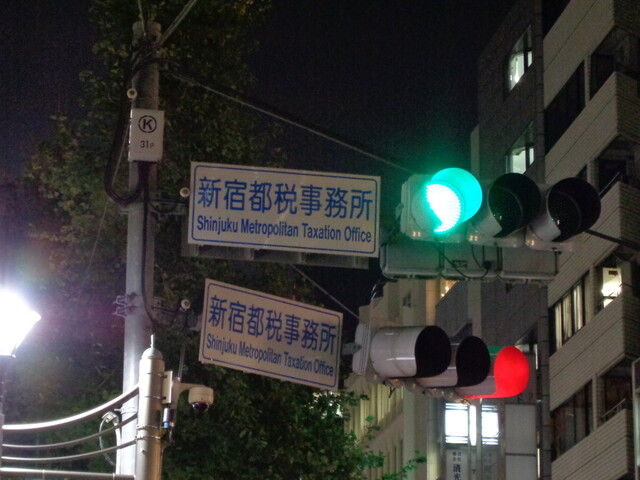 Ⓚ
31P
新宿都税事務所
Shinjuku Metropolitan Taxation Office
新宿都税事務所
Shinjuku Metropolitan Taxation Office